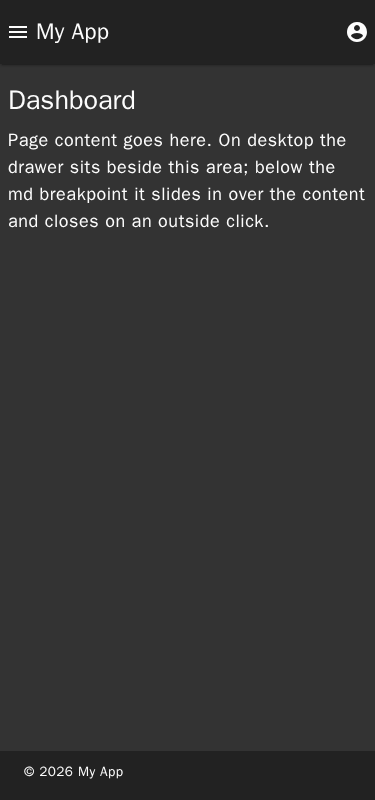 My App
Dashboard
Page content goes here. On desktop the
drawer sits beside this area; below the
md breakpoint it slides in over the content
and closes on an outside click.
© 2026 My App